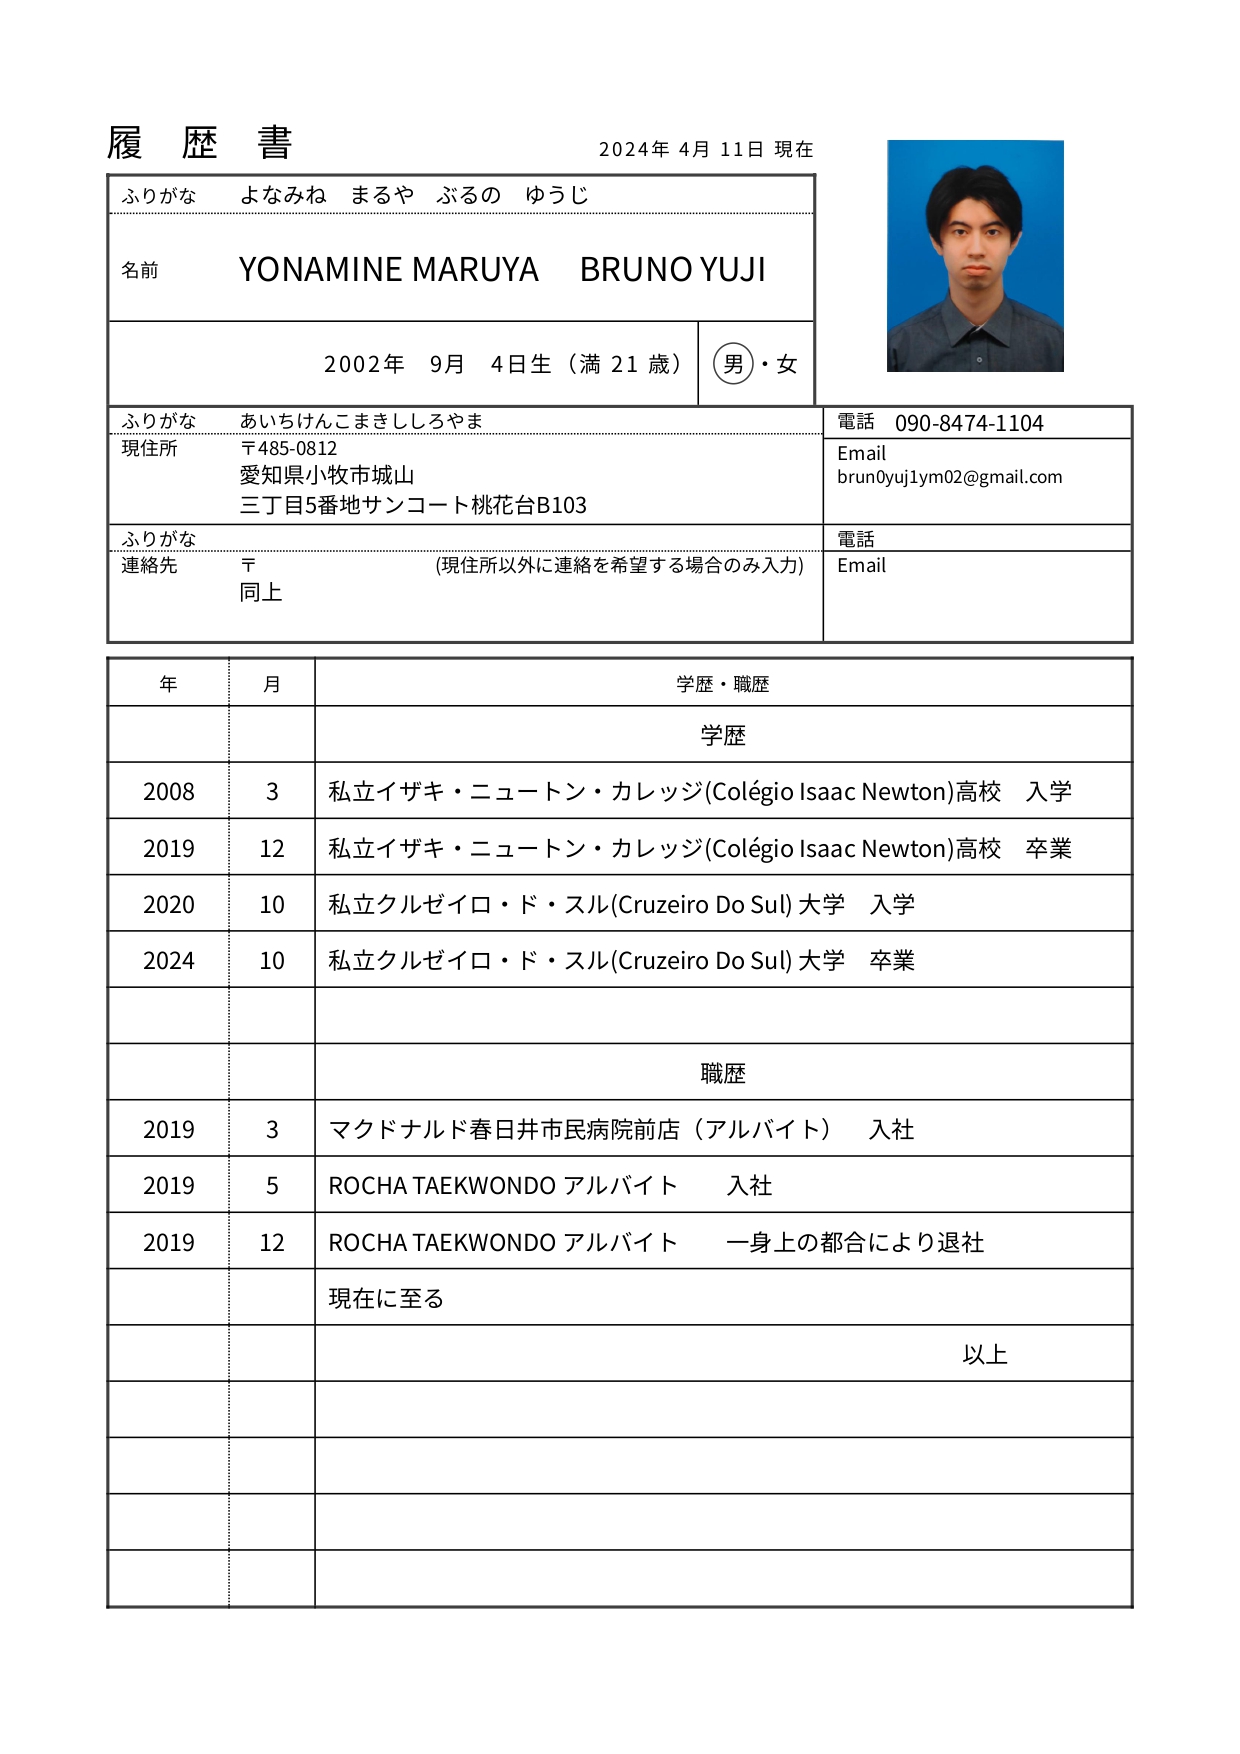 履 歴 書
2024年 4月 11日 現在
ふりがな よなみね まるや ぶるの ゆうじ
名前 YONAMINE MARUYA BRUNO YUJI
2002年 9月 4日生（満 21 歳） 男・女
ふりがな あいちけんこまきししろやま
電話 090-8474-1104
現住所 〒485-0812
愛知県小牧市城山
三丁目5番地サンコート桃花台B103
Email
brun0yuj1ym02@gmail.com
ふりがな
電話
連絡先 〒 (現住所以外に連絡を希望する場合のみ入力)
同上
Email
年 月 学歴・職歴
学歴
2008 3 私立イザキ・ニュートン・カレッジ(Colégio Isaac Newton)高校 入学
2019 12 私立イザキ・ニュートン・カレッジ(Colégio Isaac Newton)高校 卒業
2020 10 私立クルゼイロ・ド・スル(Cruzeiro Do Sul) 大学 入学
2024 10 私立クルゼイロ・ド・スル(Cruzeiro Do Sul) 大学 卒業
職歴
2019 3 マクドナルド春日井市民病院前店（アルバイト） 入社
2019 5 ROCHA TAEKWONDO アルバイト 入社
2019 12 ROCHA TAEKWONDO アルバイト 一身上の都合により退社
現在に至る
以上